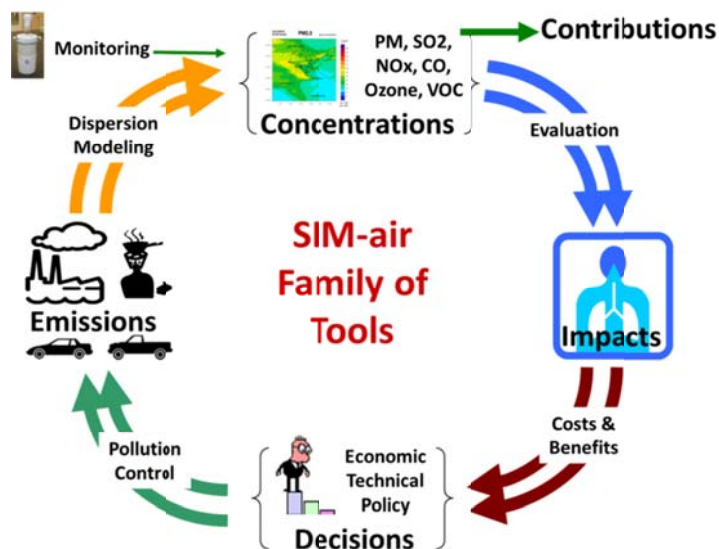 Monitoring
PM, SO2,
NOx, CO,
Ozone, VOC
Concentrations
Contributions
Dispersion
Modeling
Evaluation
SIM-air
Family of
Tools
Emissions
Impacts
Pollution
Control
Costs &
Benefits
Economic
Technical
Policy
Decisions